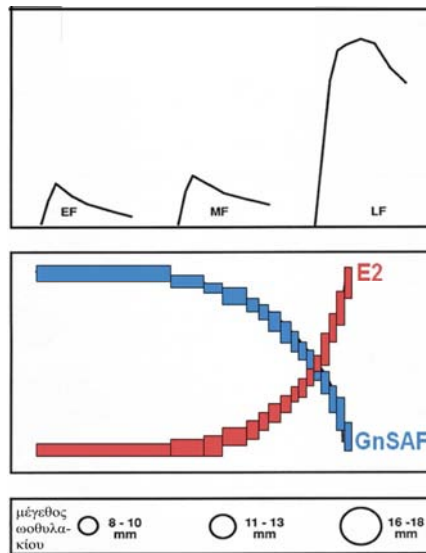 EF MF LF
E2
GnSAF
μέγεθος
ωοθυλα-
κίου
8 - 10
mm
11 - 13
mm
16 -18
mm